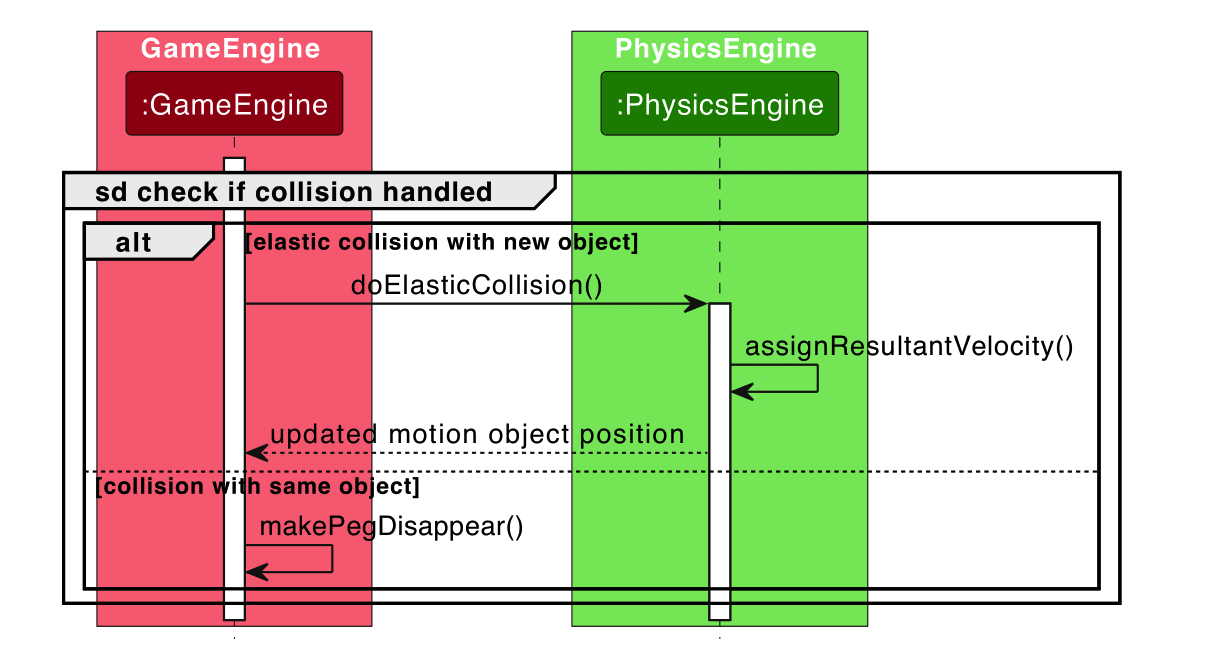 GameEngine
PhysicsEngine
:GameEngine
:PhysicsEngine
sd check if collision handled
alt
[elastic collision with new object]
doElasticCollision()
assignResultantVelocity()
updated motion object position
[collision with same object]
makePegDisappear()